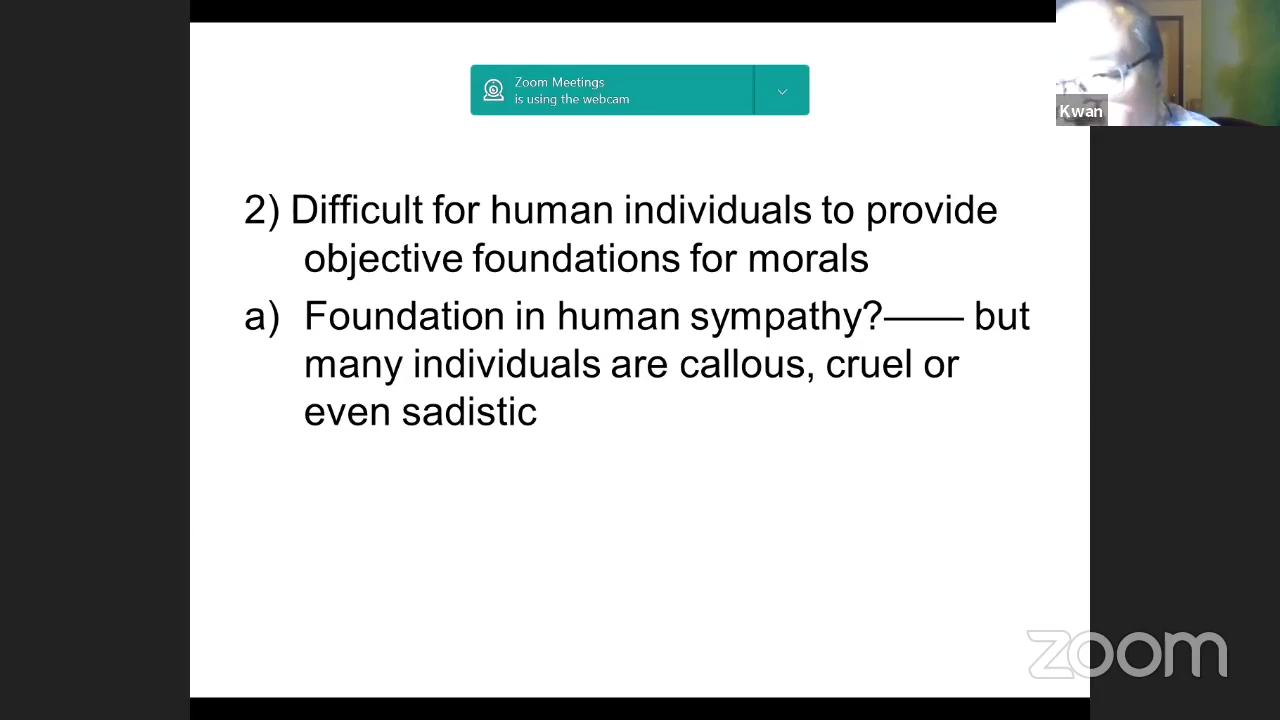 Zoom Meetings
is using the webcam
Kwan
2) Difficult for human individuals to provide
objective foundations for morals
a) Foundation in human sympathy?—— but
many individuals are callous, cruel or
even sadistic
zoom